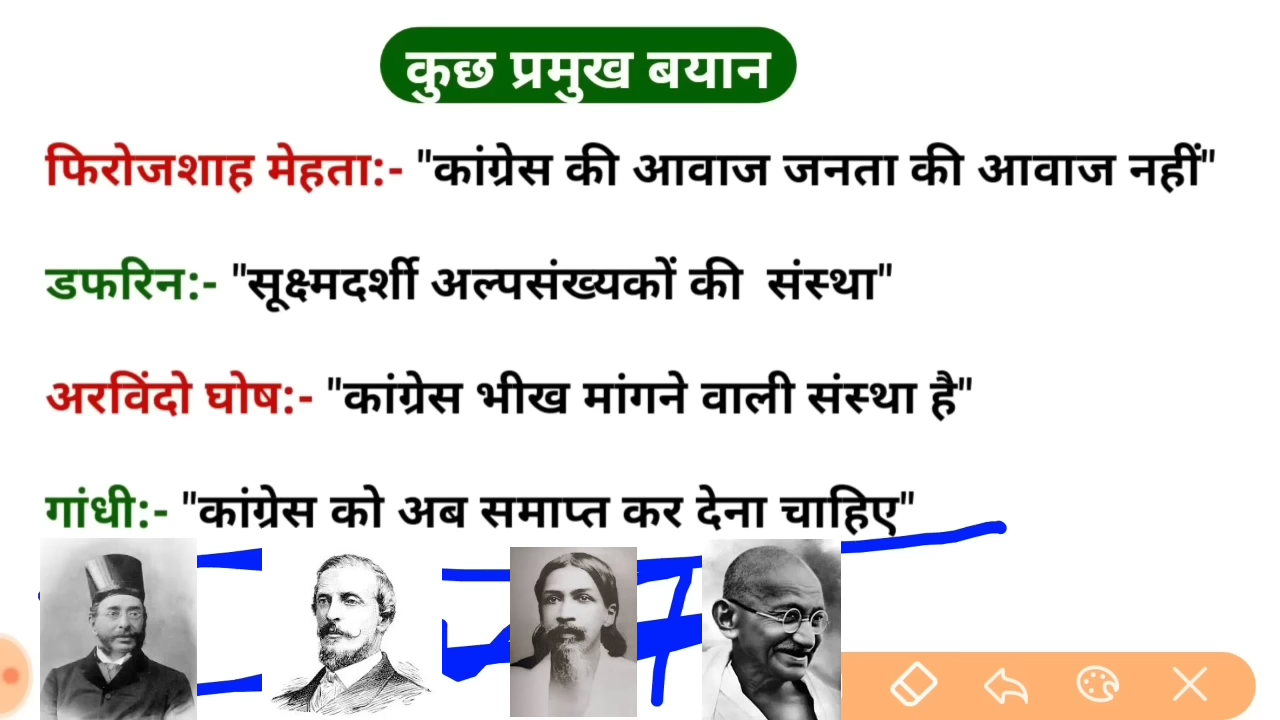 कुछ प्रमुख बयान
फिरोजशाह मेहता:- "कांग्रेस की आवाज जनता की आवाज नहीं"
डफरिन:- "सूक्ष्मदर्शी अल्पसंख्यकों की संस्था"
अरविंदो घोष:- "कांग्रेस भीख मांगने वाली संस्था है"
गांधी:- "कांग्रेस को अब समाप्त कर देना चाहिए"